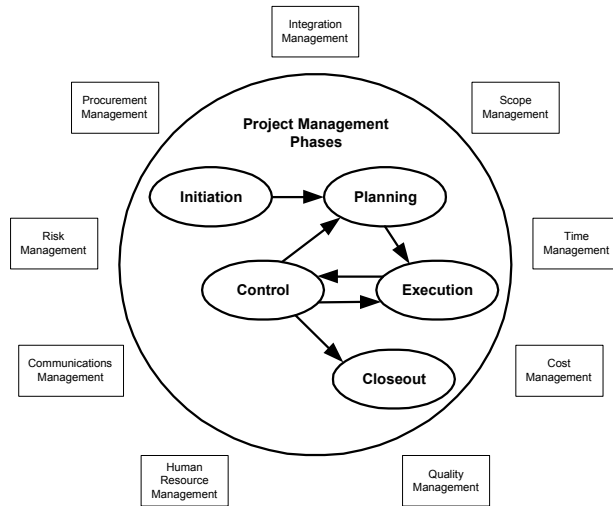 Integration
Management
Procurement
Management
Scope
Management
Project Management
Phases
Initiation
Planning
Risk
Management
Time
Management
Control
Execution
Communications
Management
Cost
Management
Closeout
Human
Resource
Management
Quality
Management